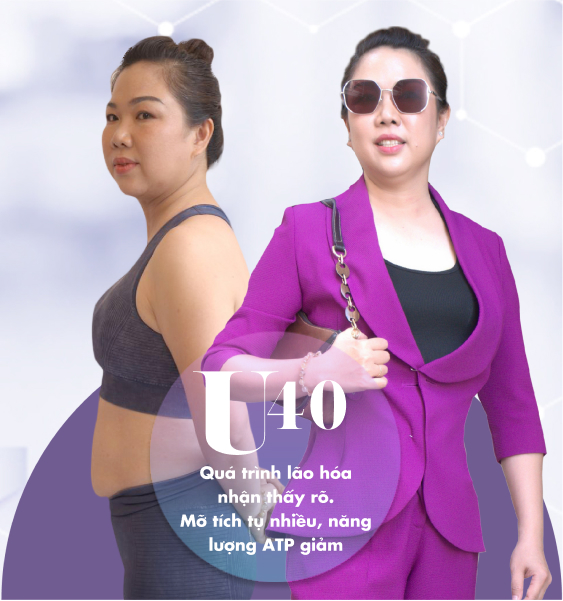 U40
Quá trình lão hóa
nhận thấy rõ.
Mỡ tích tụ nhiều, năng
lượng ATP giảm